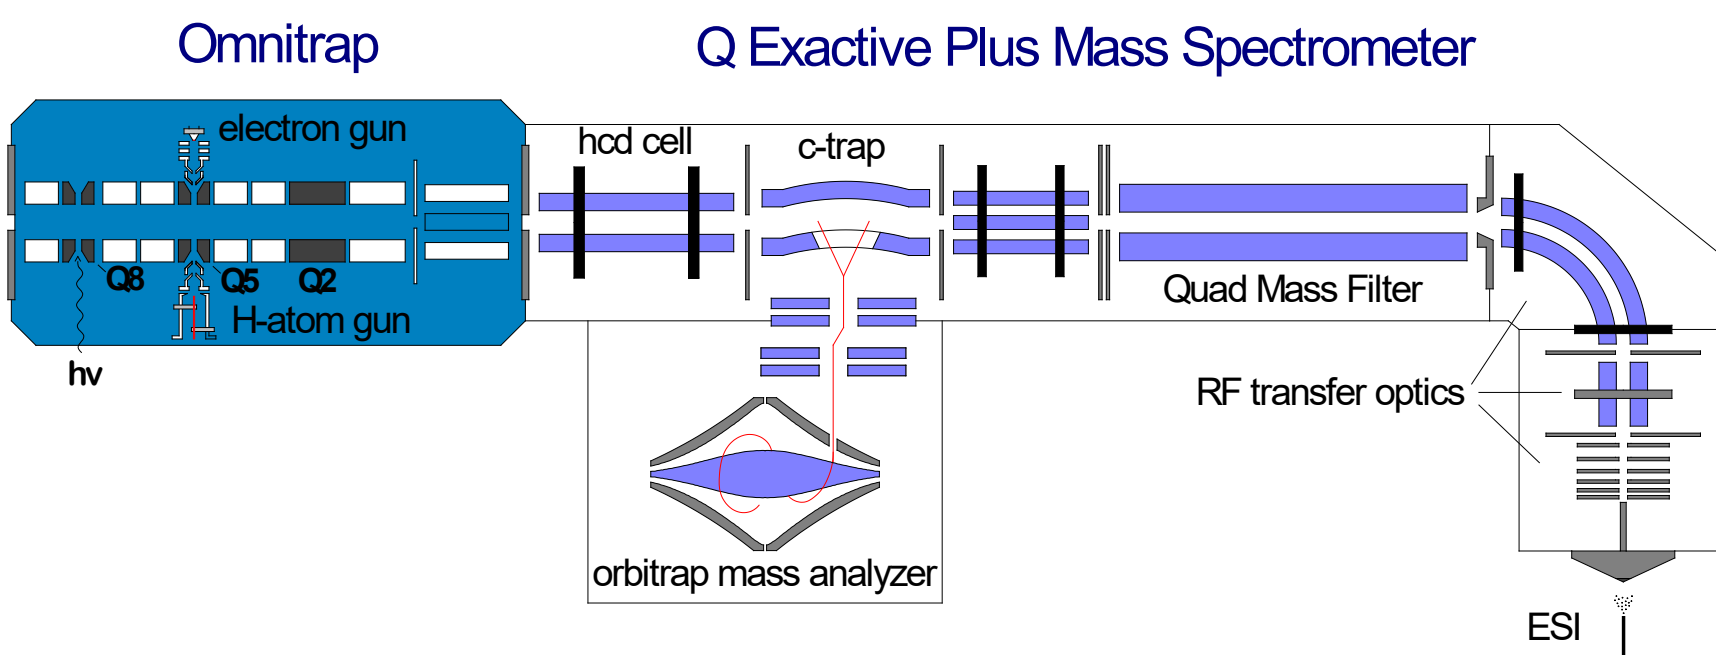 Omnitrap
Q Exactive Plus Mass Spectrometer
electron gun
hcd cell
c-trap
Q8
Q5
Q2
H-atom gun
hv
Quad Mass Filter
RF transfer optics
orbitrap mass analyzer
ESI